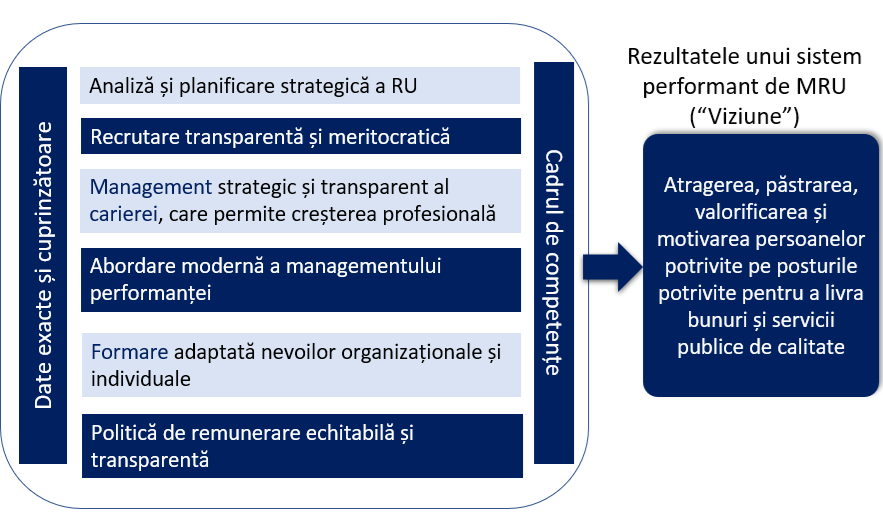 Date exacte și cuprinzătoare
Analiză și planificare strategică a RU
Recrutare transparentă și meritocratică
Management strategic și transparent al
carierei, care permite creșterea profesională
Abordare modernă a managementului
performanței
Formare adaptată nevoilor organizaționale și
individuale
Politică de remunerare echitabilă și
transparentă
Cadrul de competențe
Rezultatele unui sistem
performant de MRU
(“Viziune”)
Atragerea, păstrarea,
valorificarea și
motivarea persoanelor
potrivite pe posturile
potrivite pentru a livra
bunuri și servicii
publice de calitate